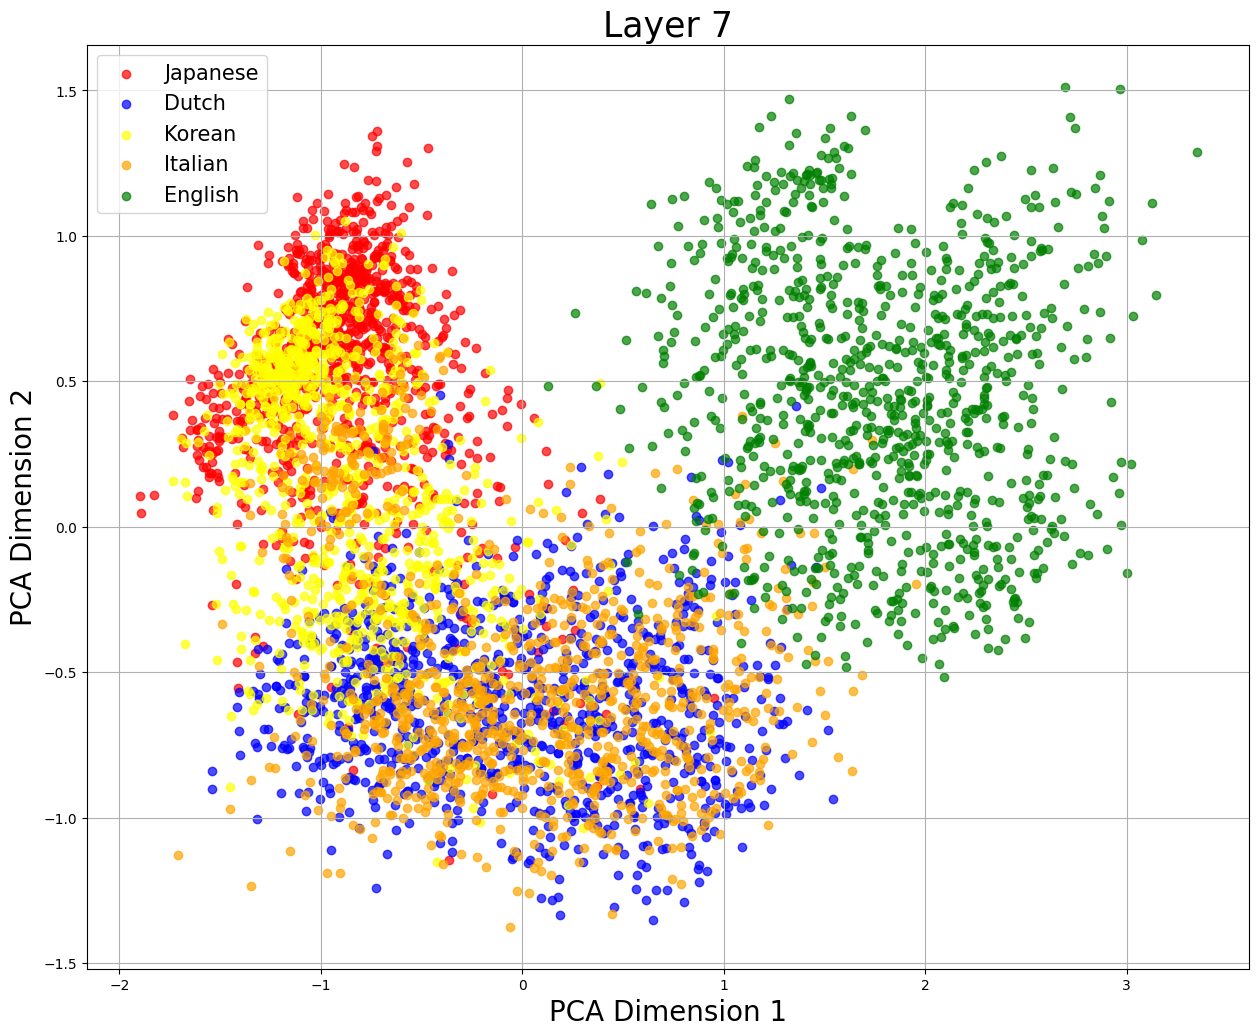 Layer 7
Japanese
Dutch
Korean
Italian
English
1.5
1.0
0.5
0.0
−0.5
−1.0
−1.5
PCA Dimension 2
−2
−1
0
1
2
3
PCA Dimension 1